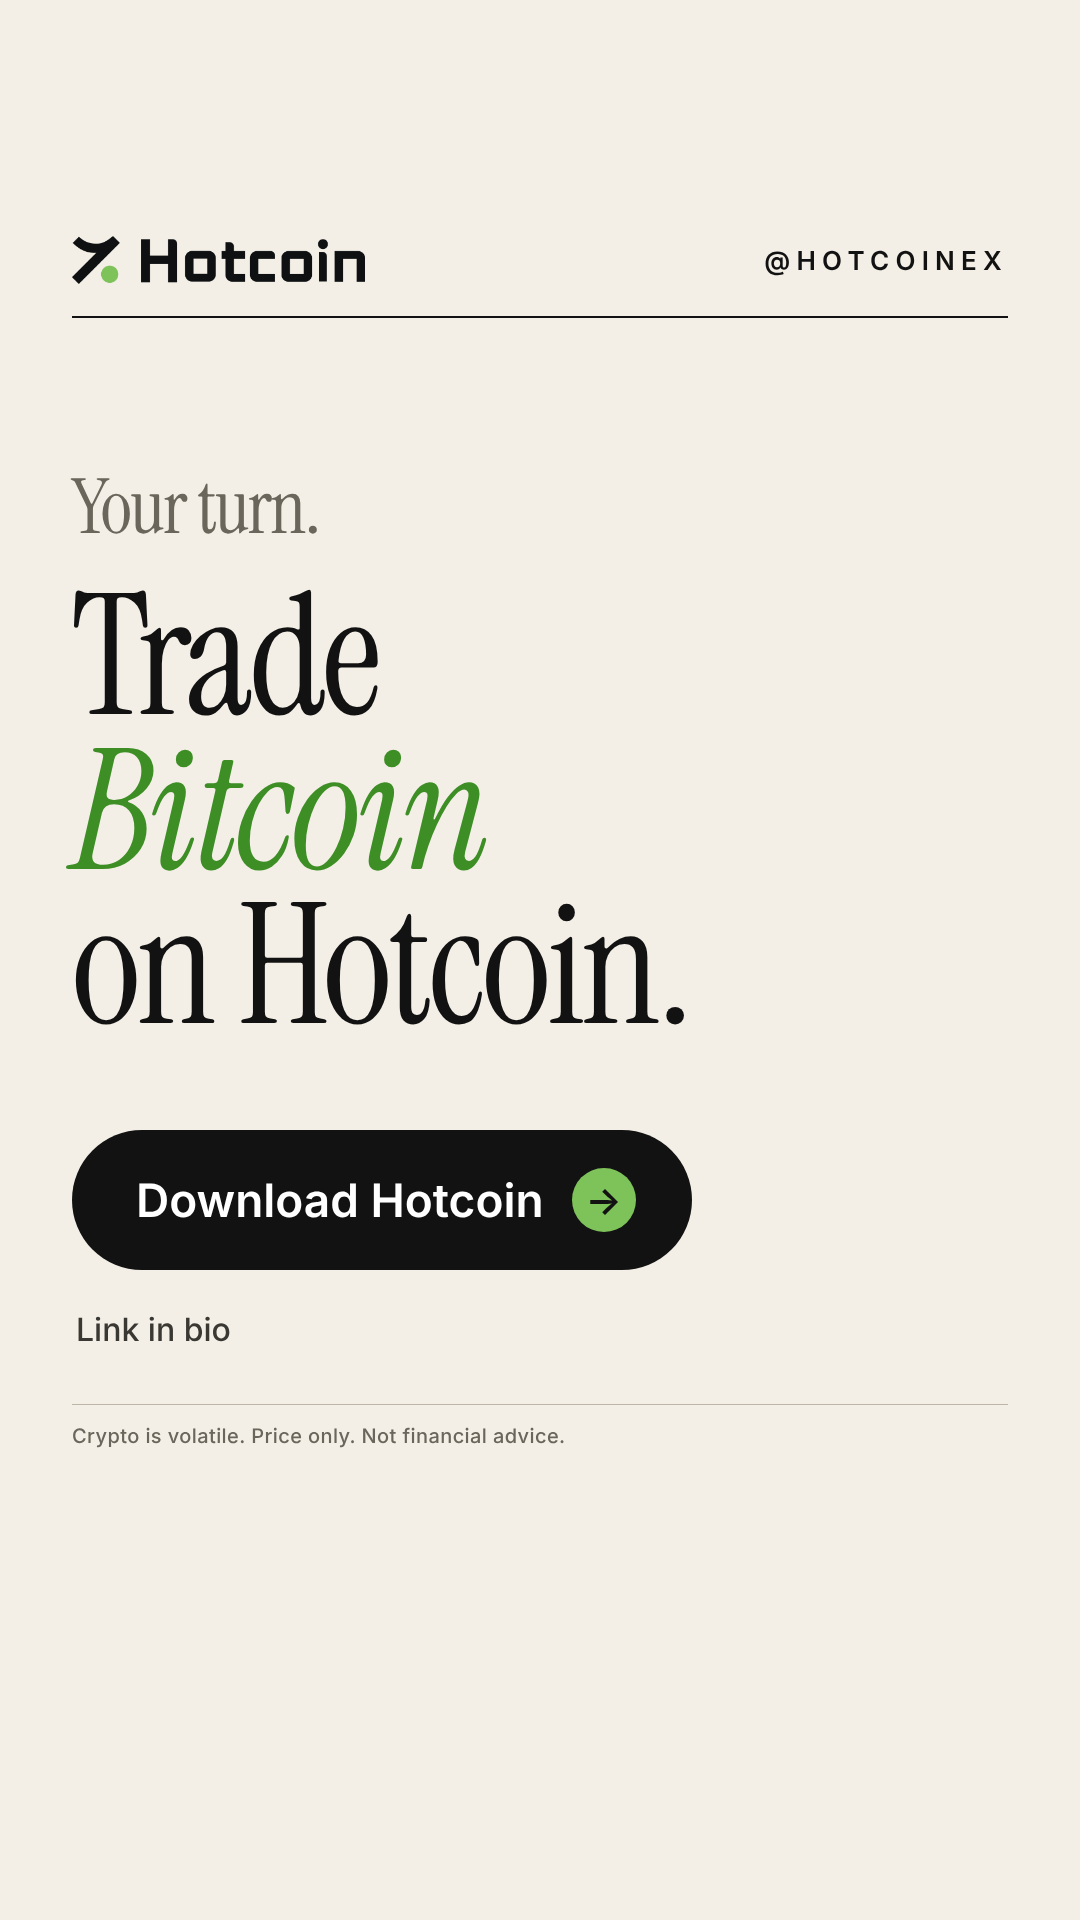 Hotcoin
@HOTCOINEX
Your turn.
Trade
Bitcoin
on Hotcoin.
Download Hotcoin →
Link in bio
Crypto is volatile. Price only. Not financial advice.